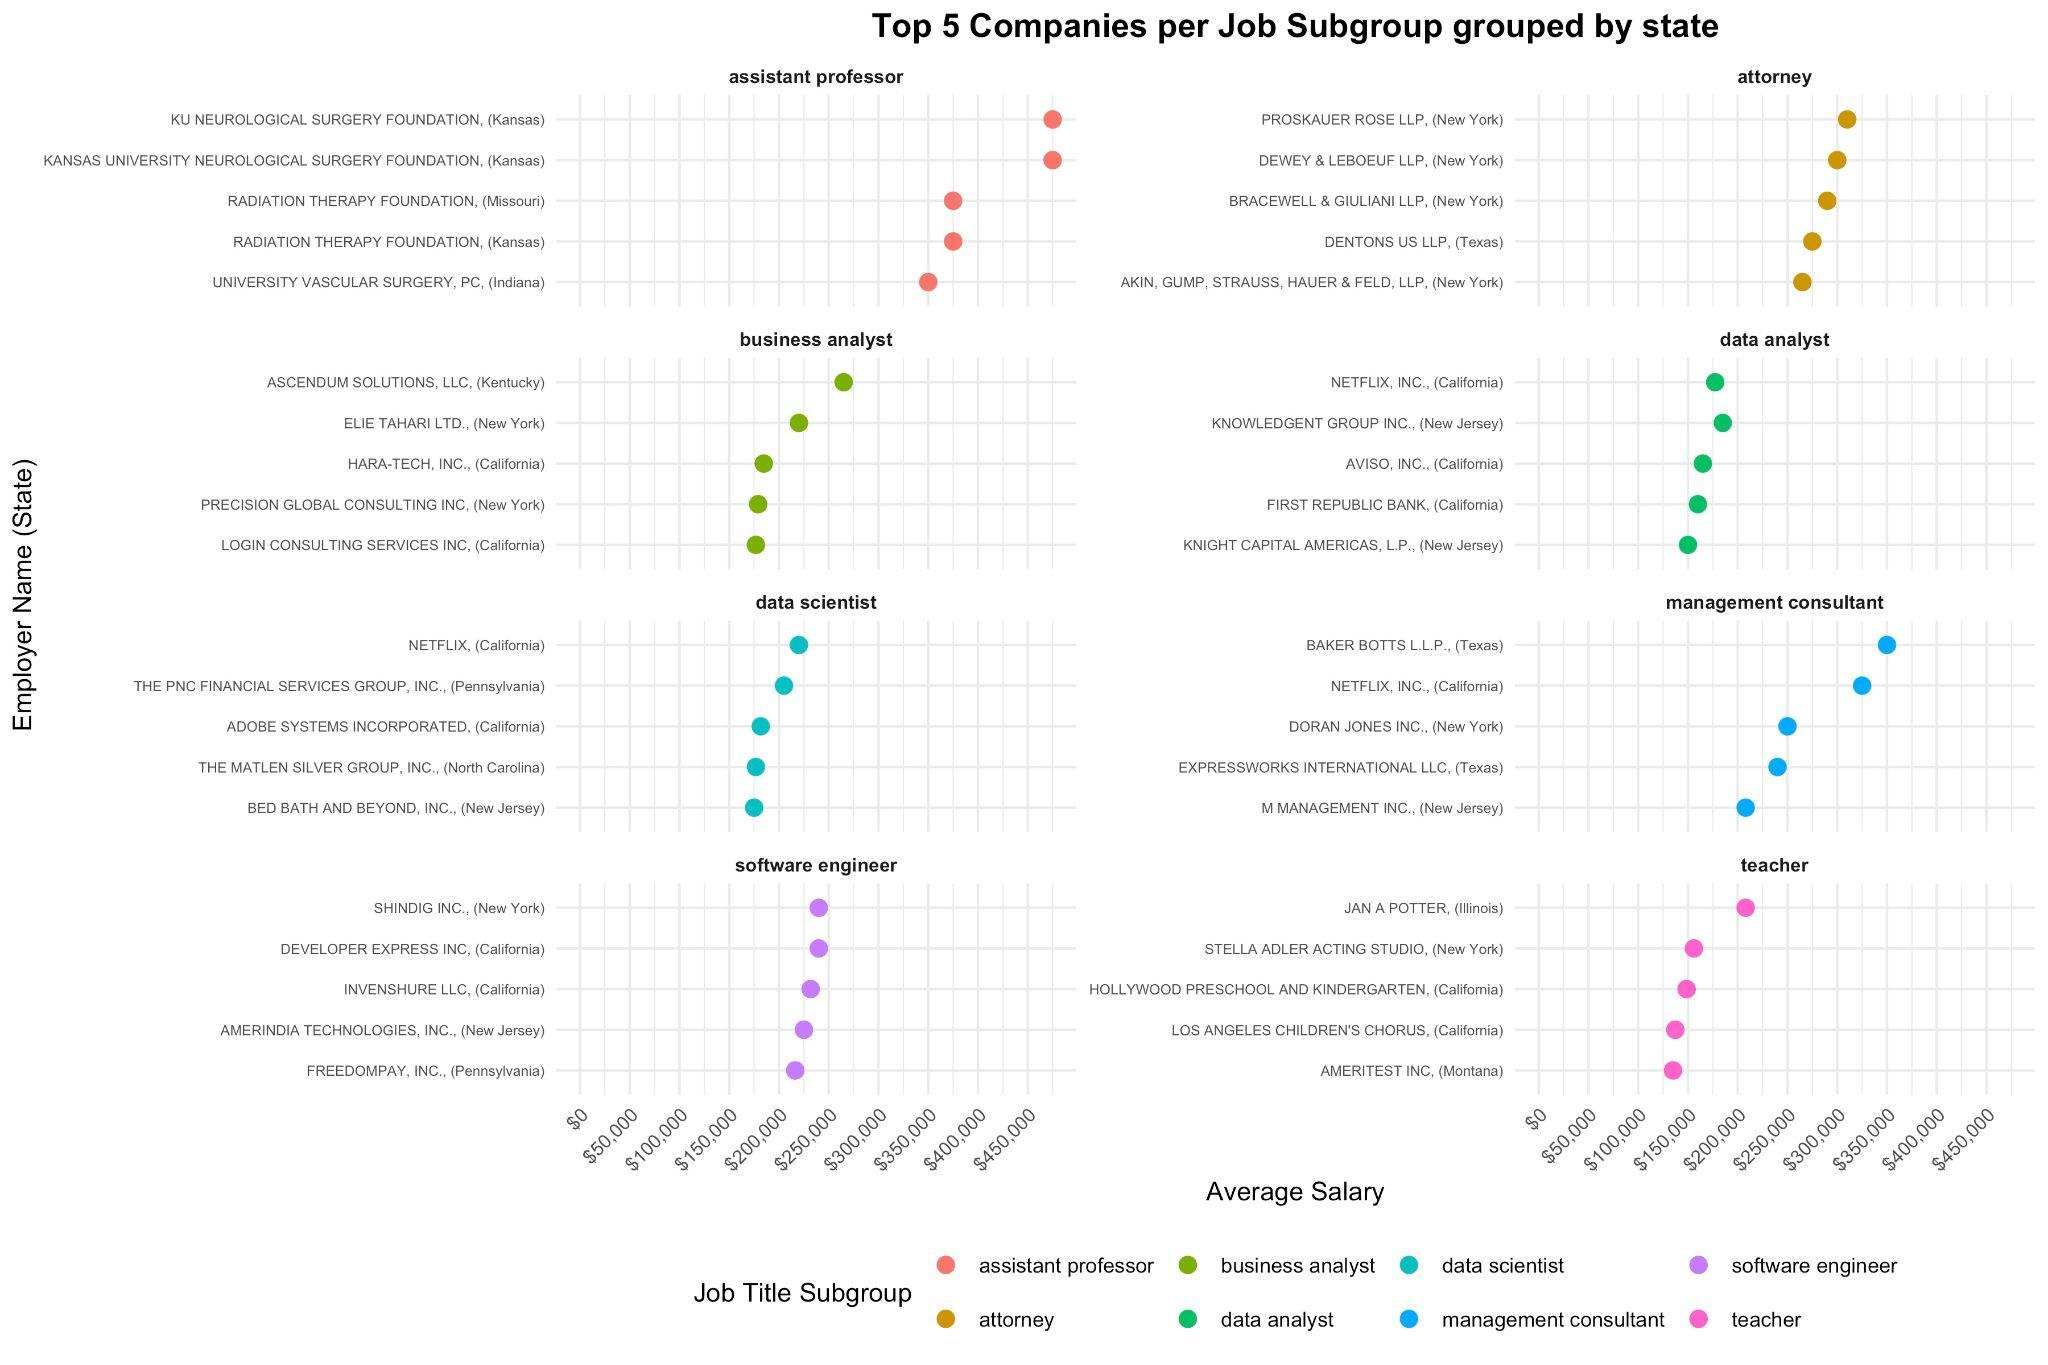 Top 5 Companies per Job Subgroup grouped by state
Employer Name (State)
assistant professor
KU NEUROLOGICAL SURGERY FOUNDATION, (Kansas)
KANSAS UNIVERSITY NEUROLOGICAL SURGERY FOUNDATION, (Kansas)
RADIATION THERAPY FOUNDATION, (Missouri)
RADIATION THERAPY FOUNDATION, (Kansas)
UNIVERSITY VASCULAR SURGERY, PC, (Indiana)
attorney
PROSKAUER ROSE LLP, (New York)
DEWEY & LEBOEUF LLP, (New York)
BRACEWELL & GIULIANI LLP, (New York)
DENTONS US LLP, (Texas)
AKIN, GUMP, STRAUSS, HAUER & FELD, LLP, (New York)
business analyst
ASCENDUM SOLUTIONS, LLC, (Kentucky)
ELIE TAHARI LTD., (New York)
HARA-TECH, INC., (California)
PRECISION GLOBAL CONSULTING INC, (New York)
LOGIN CONSULTING SERVICES INC, (California)
data analyst
NETFLIX, INC., (California)
KNOWLEDGENT GROUP INC., (New Jersey)
AVISO, INC., (California)
FIRST REPUBLIC BANK, (California)
KNIGHT CAPITAL AMERICAS, L.P., (New Jersey)
data scientist
NETFLIX, (California)
THE PNC FINANCIAL SERVICES GROUP, INC., (Pennsylvania)
ADOBE SYSTEMS INCORPORATED, (California)
THE MATLEN SILVER GROUP, INC., (North Carolina)
BED BATH AND BEYOND, INC., (New Jersey)
management consultant
BAKER BOTTS L.L.P., (Texas)
NETFLIX, INC., (California)
DORAN JONES INC., (New York)
EXPRESSWORKS INTERNATIONAL LLC, (Texas)
M MANAGEMENT INC., (New Jersey)
software engineer
SHINDIG INC., (New York)
DEVELOPER EXPRESS INC, (California)
INVENSHURE LLC, (California)
AMERINDIA TECHNOLOGIES, INC., (New Jersey)
FREEDOMPAY, INC., (Pennsylvania)
teacher
JAN A POTTER, (Illinois)
STELLA ADLER ACTING STUDIO, (New York)
HOLLYWOOD PRESCHOOL AND KINDERGARTEN, (California)
LOS ANGELES CHILDREN'S CHORUS, (California)
AMERITEST INC, (Montana)
$0 $50,000 $100,000 $150,000 $200,000 $250,000 $300,000 $350,000 $400,000 $450,000
$0 $50,000 $100,000 $150,000 $200,000 $250,000 $300,000 $350,000 $400,000 $450,000
Average Salary
Job Title Subgroup
assistant professor business analyst data scientist software engineer
attorney data analyst management consultant teacher